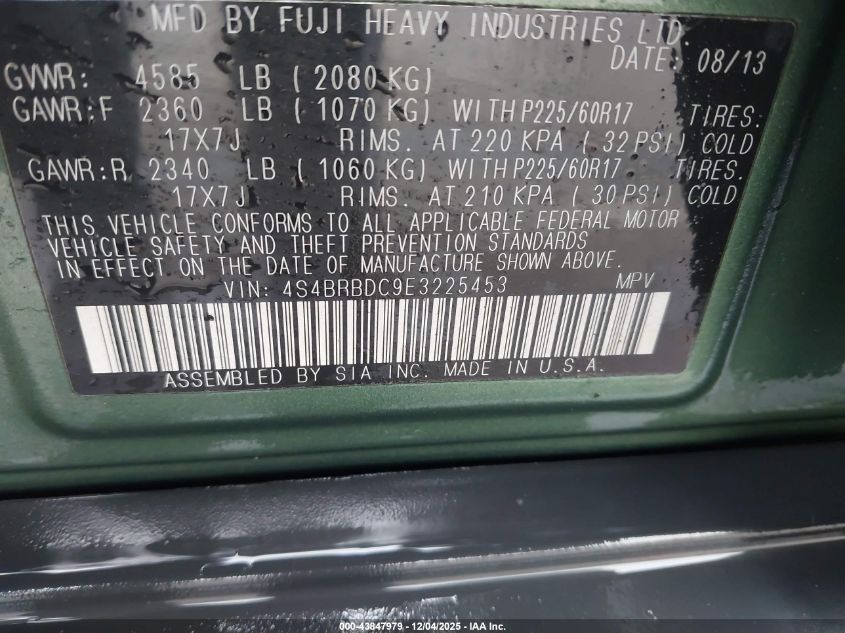 MFD BY FUJI HEAVY INDUSTRIES LTD.
DATE: 08/13
GVWR: 4585 LB ( 2080 KG)
GAWR:F 2360 LB ( 1070 KG) WITH P225/60R17 TIRES.
17X7J RIMS. AT 220 KPA ( 32 PSI) COLD
GAWR:R 2340 LB ( 1060 KG) WITH P225/60R17 TIRES.
17X7J RIMS. AT 210 KPA ( 30 PSI) COLD
THIS VEHICLE CONFORMS TO ALL APPLICABLE FEDERAL MOTOR
VEHICLE SAFETY AND THEFT PREVENTION STANDARDS
IN EFFECT ON THE DATE OF MANUFACTURE SHOWN ABOVE.
VIN: 4S4BRBDC9E3225453 MPV
ASSEMBLED BY SIA INC. MADE IN U.S.A.
000-43847979 - 12/04/2025 - IAA Inc.